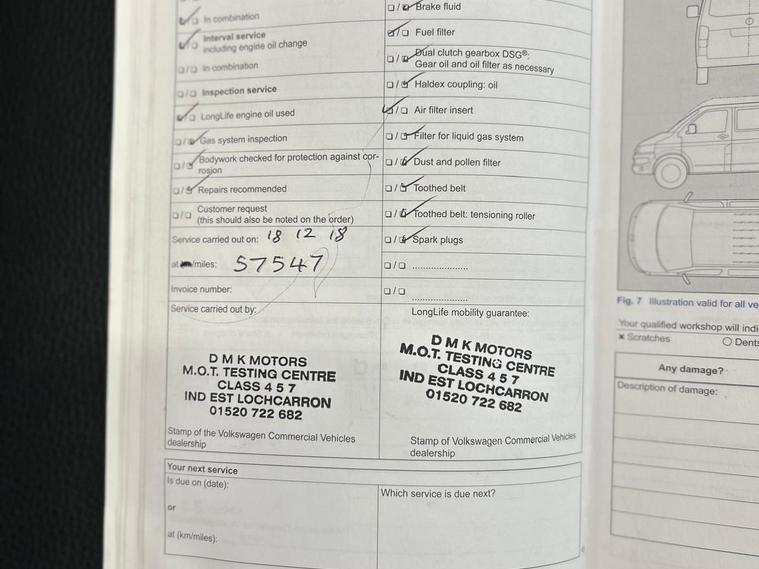 In combination
Interval service
including engine oil change
In combination
Inspection service
LongLife engine oil used
Gas system inspection
Bodywork checked for protection against cor-
rosion
Repairs recommended
Customer request
(this should also be noted on the order)
Service carried out on: 18 12 18
at /miles: 57547
Invoice number:
Service carried out by:
D M K MOTORS
M.O.T. TESTING CENTRE
CLASS 4 5 7
IND EST LOCHCARRON
01520 722 682
Stamp of the Volkswagen Commercial Vehicles
dealership
Brake fluid
Fuel filter
Dual clutch gearbox DSG®:
Gear oil and oil filter as necessary
Haldex coupling: oil
Air filter insert
Filter for liquid gas system
Dust and pollen filter
Toothed belt
Toothed belt: tensioning roller
Spark plugs
LongLife mobility guarantee:
D M K MOTORS
M.O.T. TESTING CENTRE
CLASS 4 5 7
IND EST LOCHCARRON
01520 722 682
Stamp of Volkswagen Commercial Vehicles
dealership
Your next service
Is due on (date):
or
at (km/miles):
Which service is due next?
Fig. 7 Illustration valid for all ve
Your qualified workshop will indi
x Scratches
O Dents
Any damage?
Description of damage: